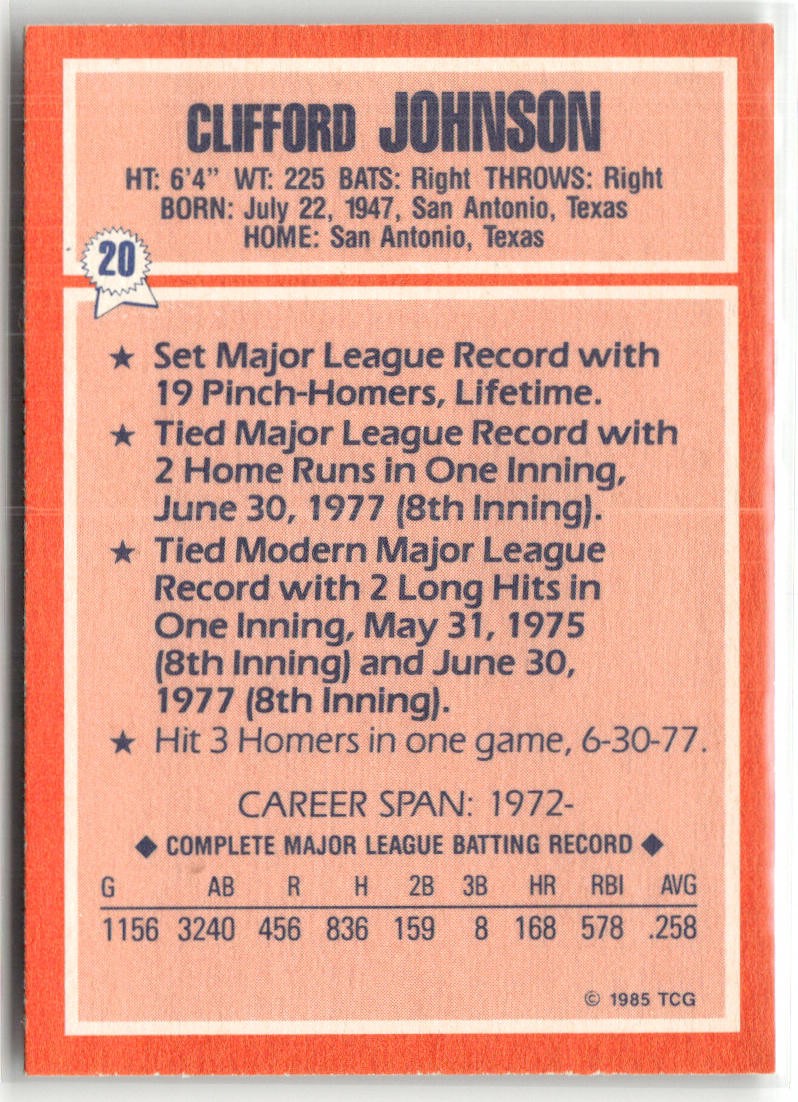 CLIFFORD JOHNSON
HT: 6'4" WT: 225 BATS: Right THROWS: Right
BORN: July 22, 1947, San Antonio, Texas
HOME: San Antonio, Texas
20
★ Set Major League Record with
19 Pinch-Homers, Lifetime.
★ Tied Major League Record with
2 Home Runs in One Inning,
June 30, 1977 (8th Inning).
★ Tied Modern Major League
Record with 2 Long Hits in
One Inning, May 31, 1975
(8th Inning) and June 30,
1977 (8th Inning).
★ Hit 3 Homers in one game, 6-30-77.
CAREER SPAN: 1972-
◆ COMPLETE MAJOR LEAGUE BATTING RECORD ◆
G AB R H 2B 3B HR RBI AVG
1156 3240 456 836 159 8 168 578 .258
© 1985 TCG